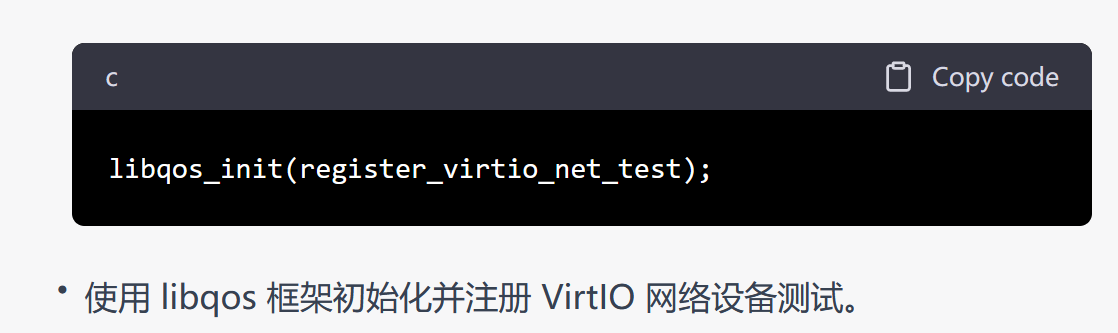 c Copy code
libqos_init(register_virtio_net_test);
• 使用 libqos 框架初始化并注册 VirtIO 网络设备测试。